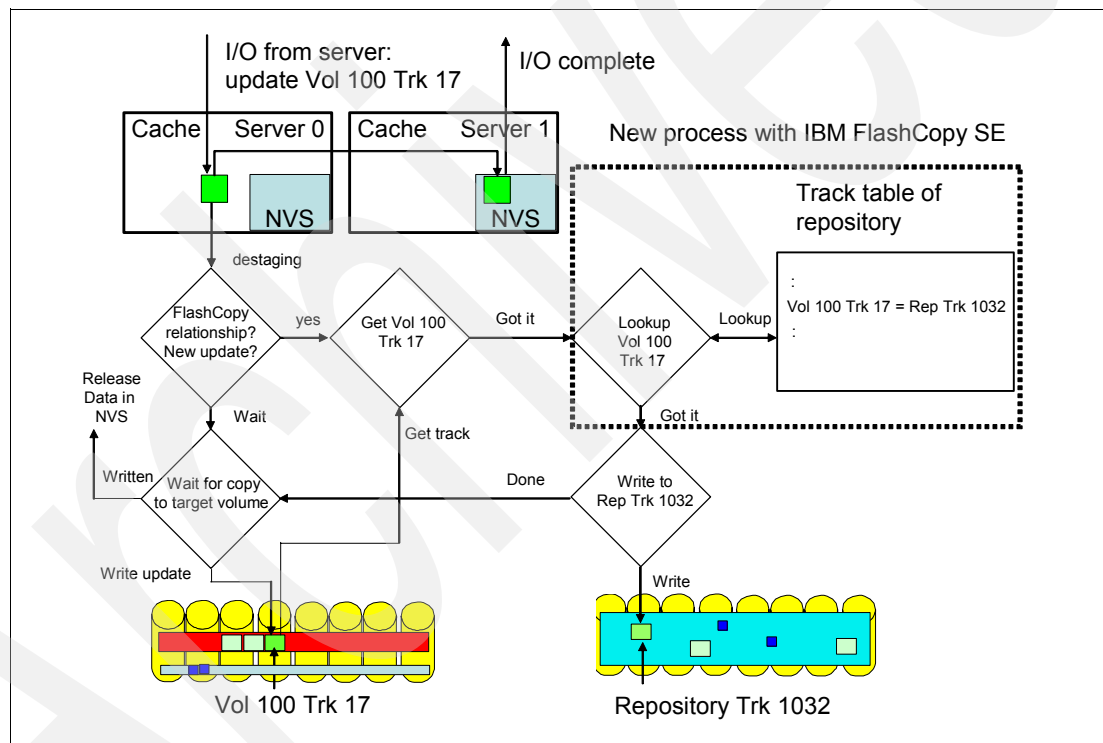 I/O from server:
update Vol 100 Trk 17
I/O complete
Cache Server 0
Cache Server 1
New process with IBM FlashCopy SE
NVS
NVS
Track table of
repository
destaging
:
Vol 100 Trk 17 = Rep Trk 1032
:
FlashCopy
relationship?
New update?
yes
Get Vol 100
Trk 17
Got it
Lookup
Vol 100
Trk 17
Lookup
Release
Data in
NVS
Wait
Get track
Got it
Written
Wait for copy
to target volume
Done
Write to
Rep Trk 1032
Write update
Write
Vol 100 Trk 17
Repository Trk 1032